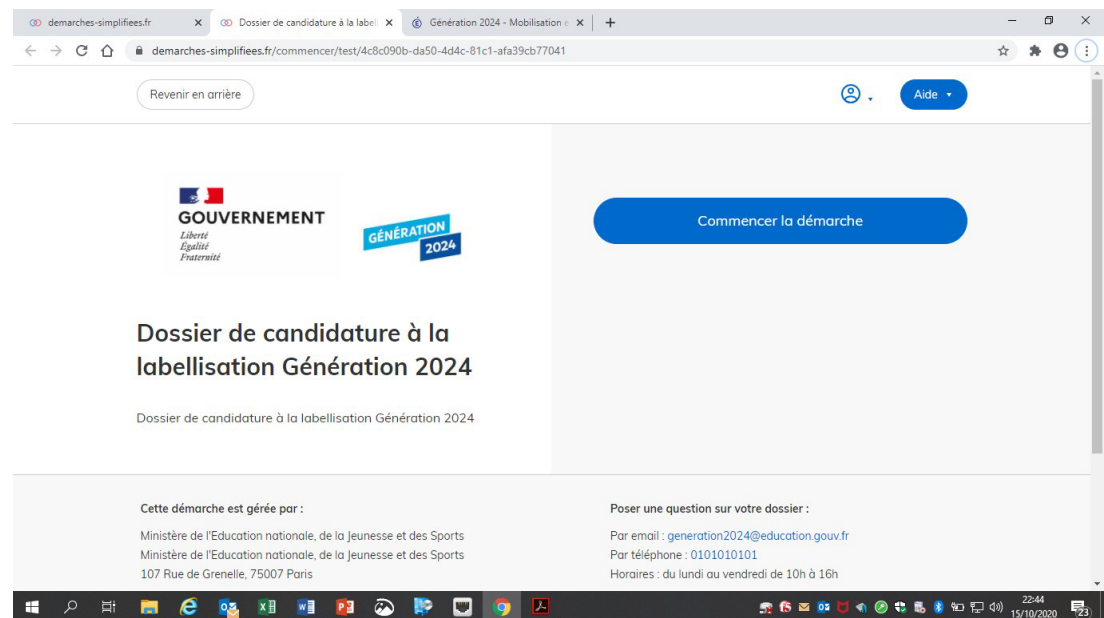 demarches-simplifiees.fr
Dossier de candidature à la label
Génération 2024 - Mobilisation e
demarches-simplifiees.fr/commencer/test/4c8c090b-da50-4d4c-81c1-afa39cb77041
Revenir en arrière
Aide
GOUVERNEMENT
Liberté
Égalité
Fraternité
GÉNÉRATION
2024
Commencer la démarche
Dossier de candidature à la
labellisation Génération 2024
Dossier de candidature à la labellisation Génération 2024
Cette démarche est gérée par :
Ministère de l'Education nationale, de la Jeunesse et des Sports
Ministère de l'Education nationale, de la Jeunesse et des Sports
107 Rue de Grenelle, 75007 Paris
Poser une question sur votre dossier :
Par email : generation2024@education.gouv.fr
Par téléphone : 0101010101
Horaires : du lundi au vendredi de 10h à 16h
22:44
15/10/2020
23